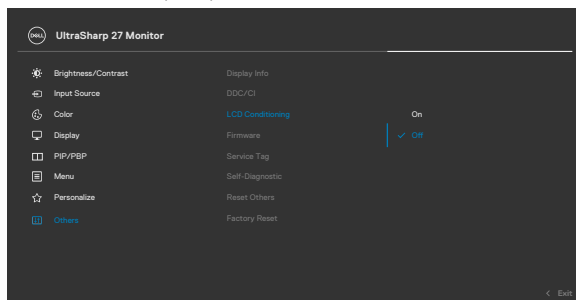 DELL UltraSharp 27 Monitor
Brightness/Contrast
Input Source
Color
Display
PIP/PBP
Menu
Personalize
Others
Display Info
DDC/CI
LCD Conditioning
Firmware
Service Tag
Self-Diagnostic
Reset Others
Factory Reset
On
Off
Exit